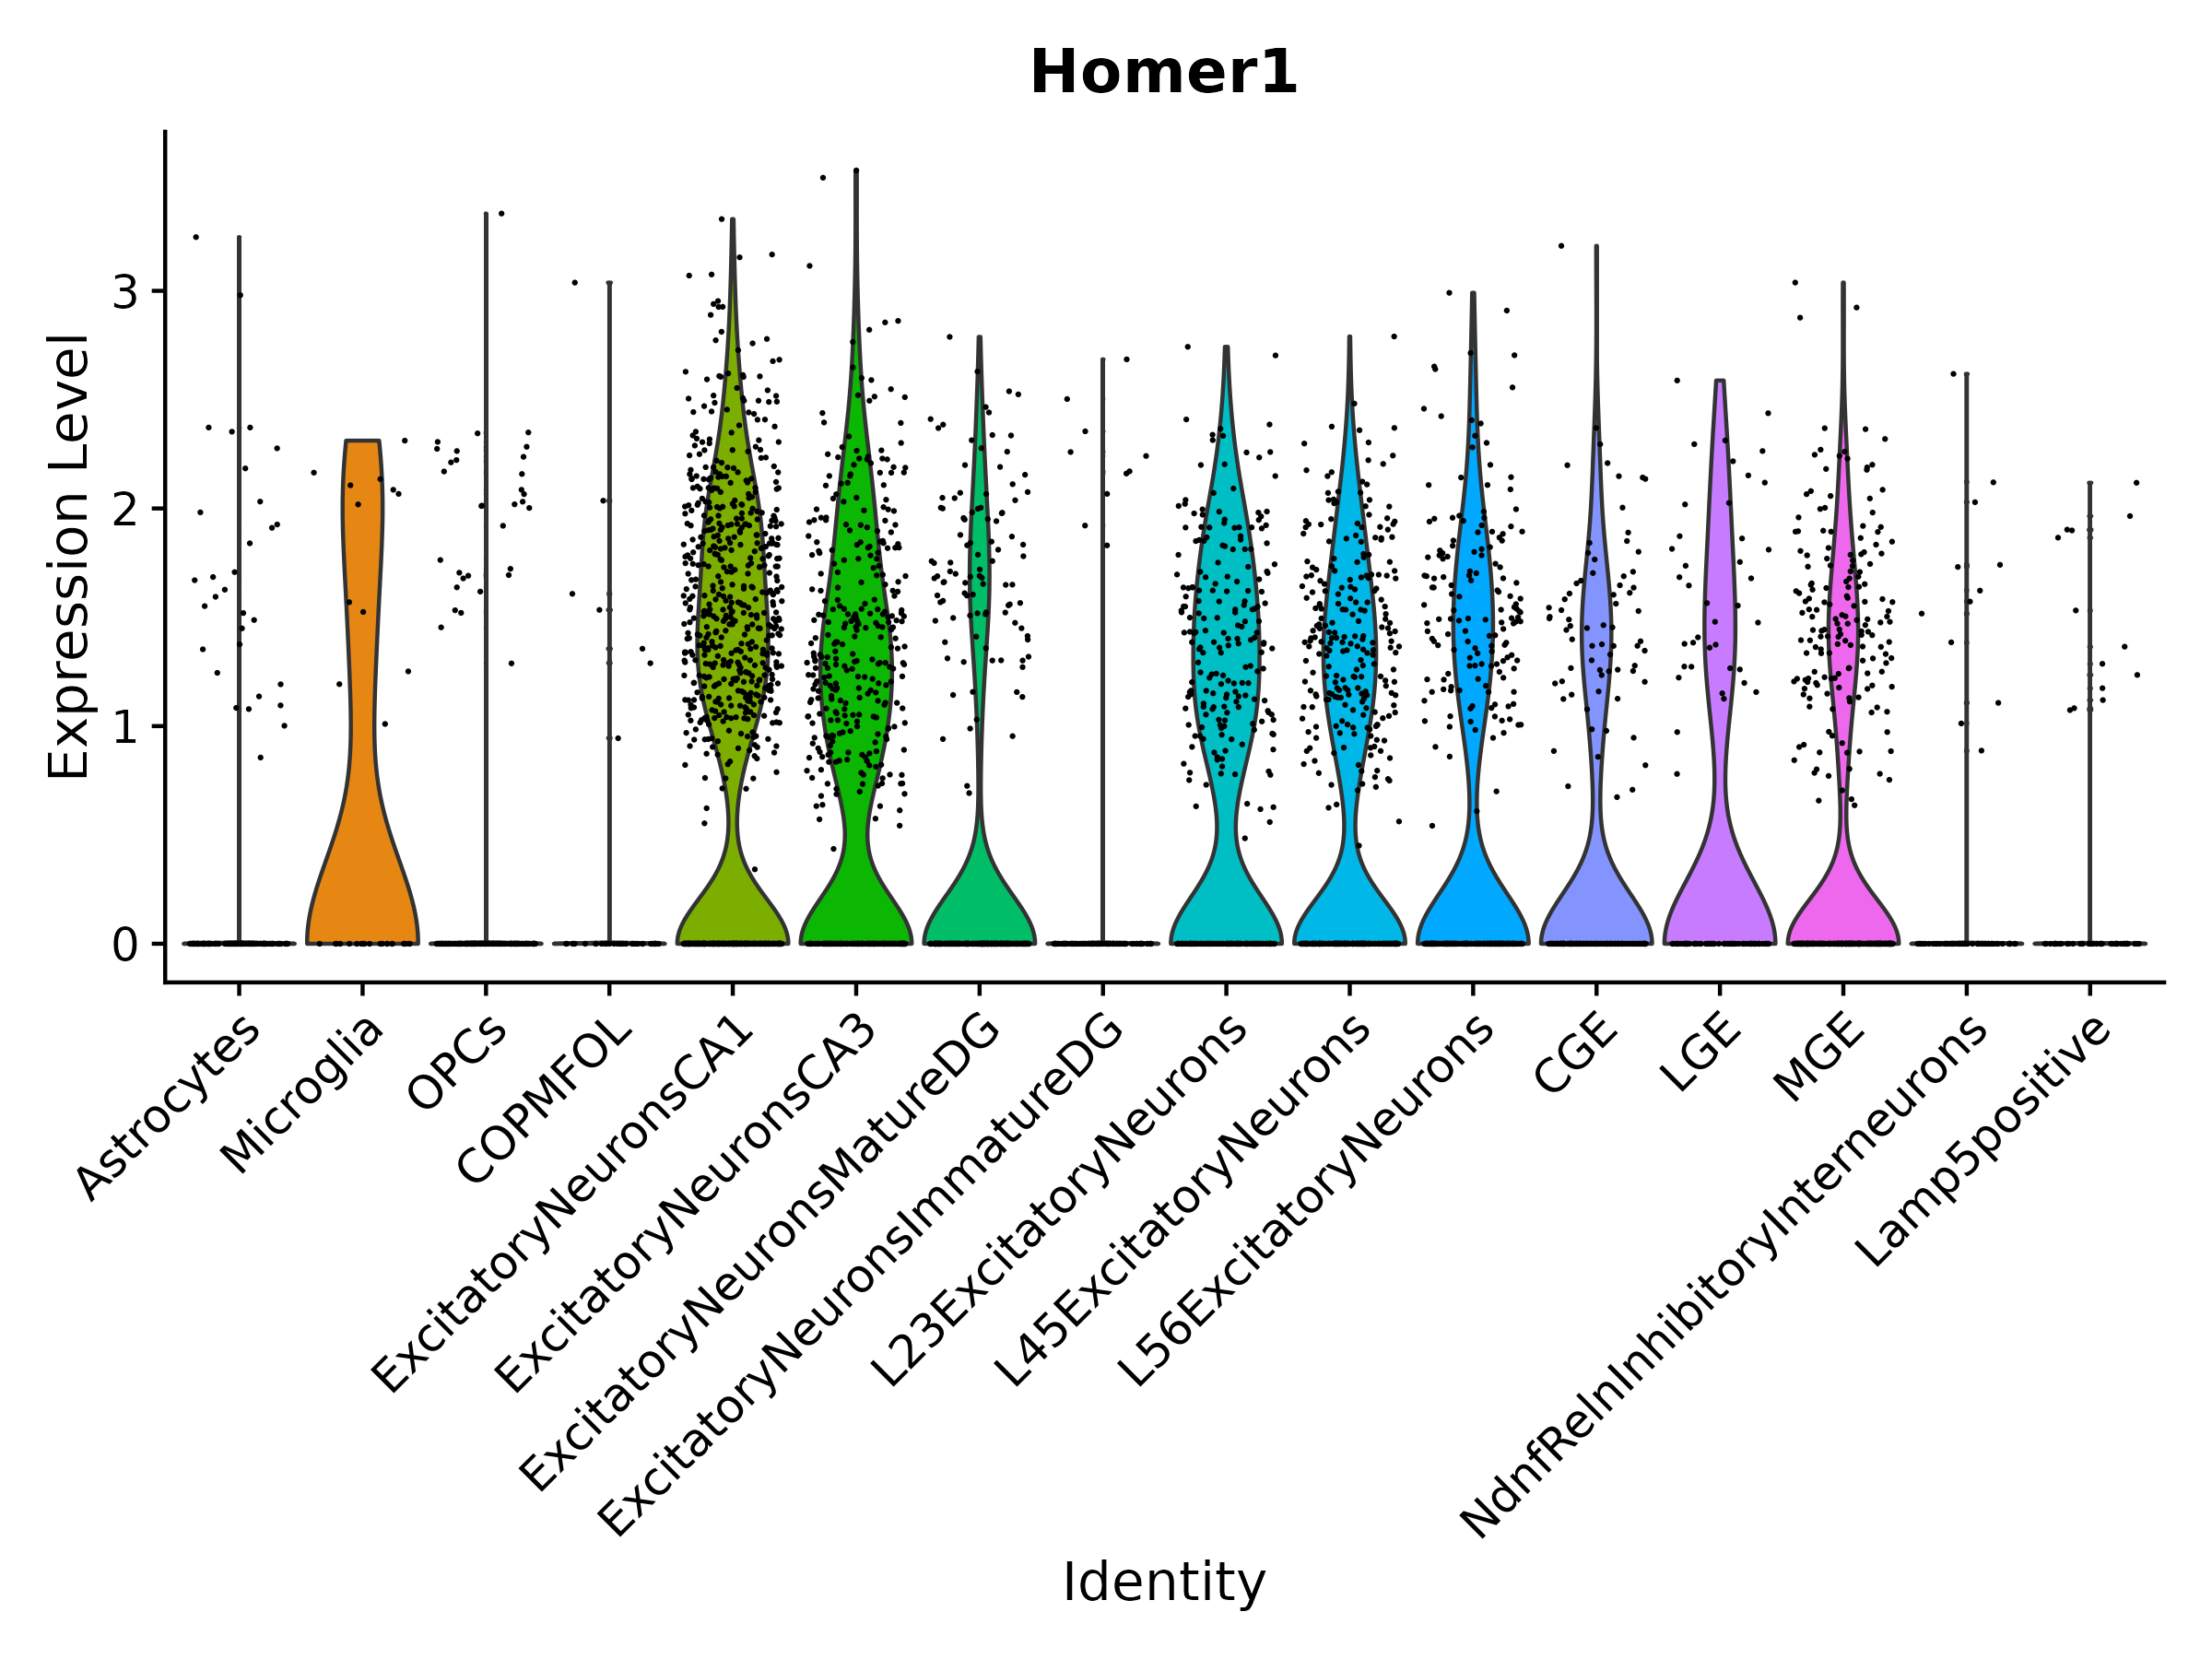 Homer1
Expression Level
3
2
1
0
Astrocytes
Microglia
OPCs
COPMFOL
ExcitatoryNeuronsCA1
ExcitatoryNeuronsCA3
ExcitatoryNeuronsMatureDG
ExcitatoryNeuronsImmatureDG
L23ExcitatoryNeurons
L45ExcitatoryNeurons
L56ExcitatoryNeurons
CGE
LGE
MGE
NdnfRelnInhibitoryInterneurons
Lamp5positive
Identity